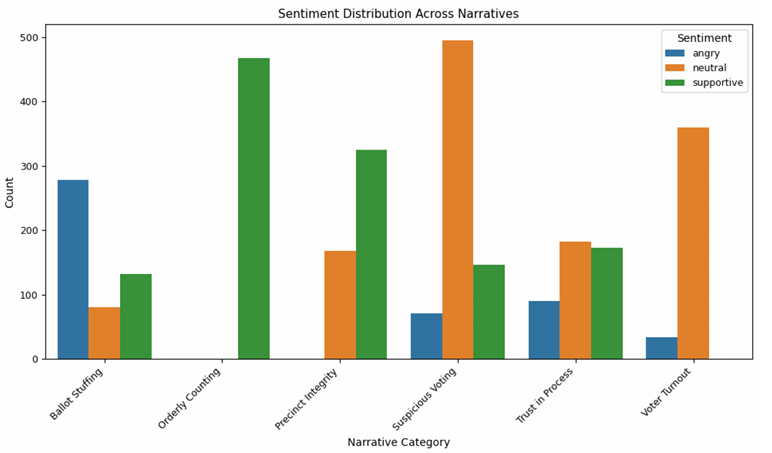 Sentiment Distribution Across Narratives
Sentiment
angry
neutral
supportive
Count
500
400
300
200
100
0
Ballot Stuffing
Orderly Counting
Precinct Integrity
Suspicious Voting
Trust in Process
Voter Turnout
Narrative Category